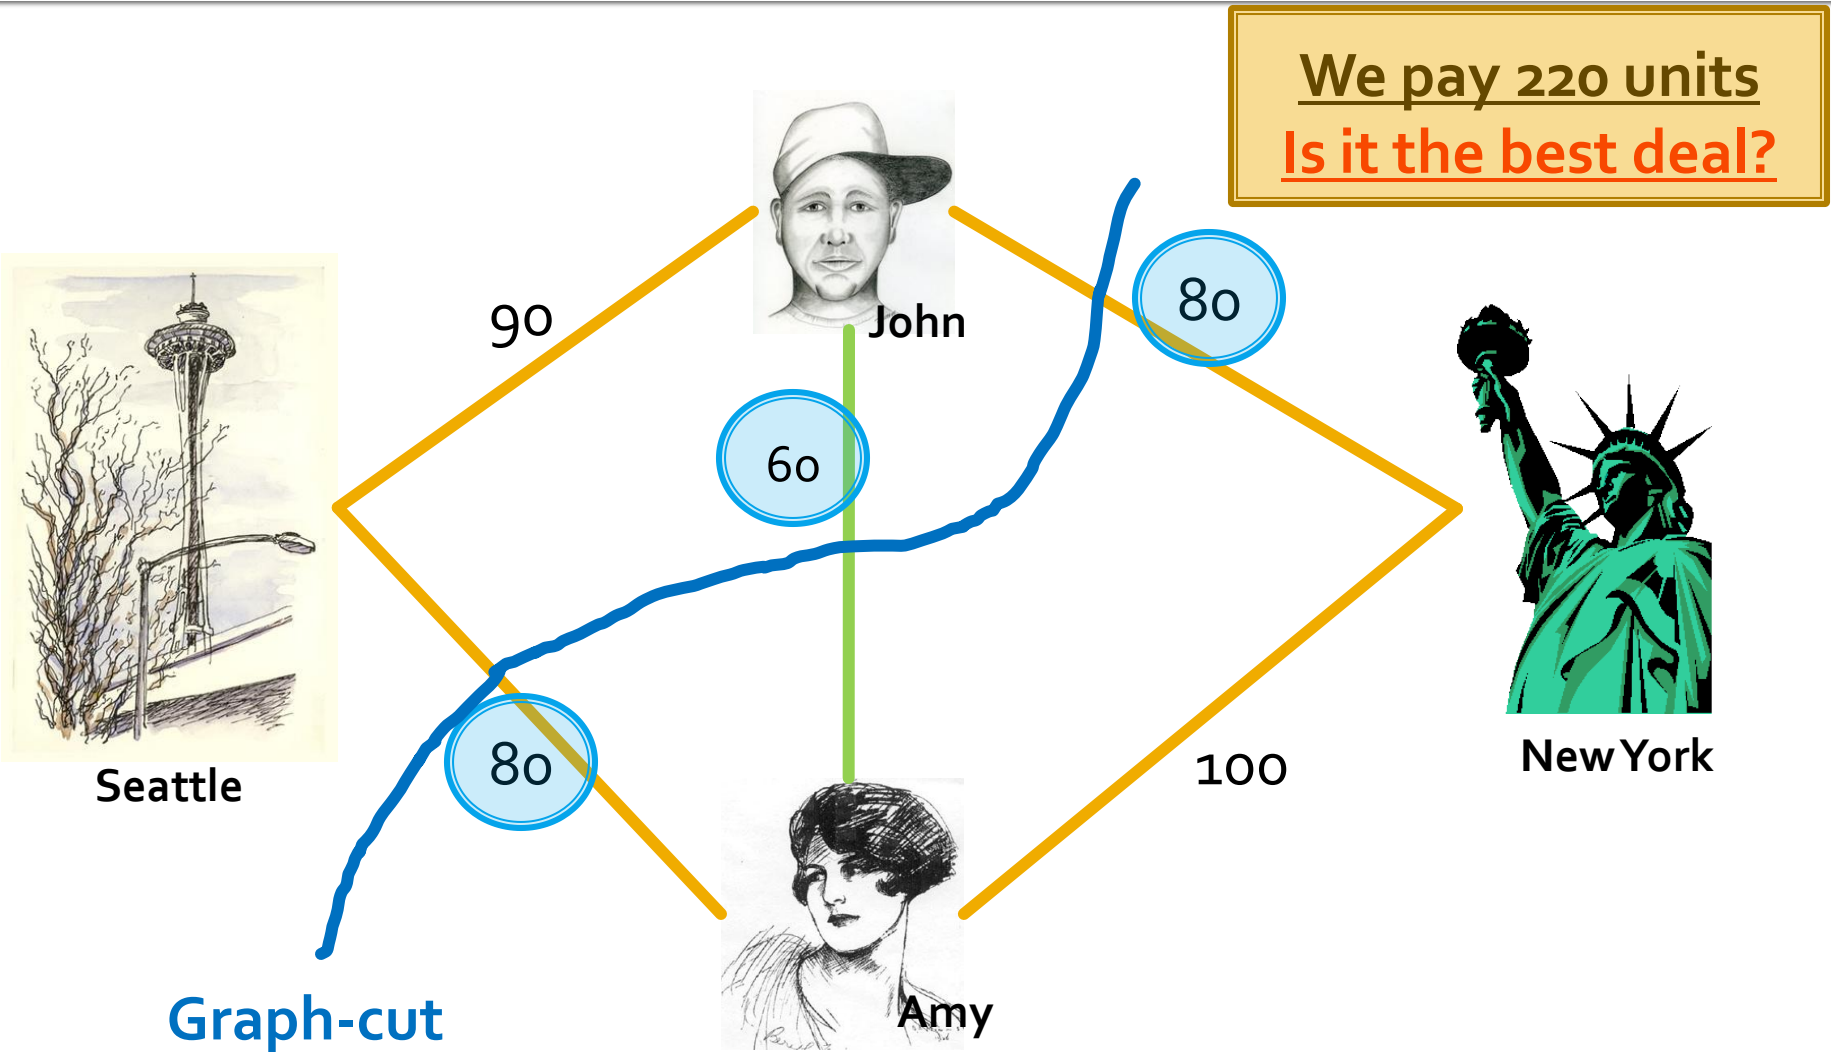 We pay 220 units
Is it the best deal?
90
80
John
60
Seattle
80
100
New York
Amy
Graph-cut